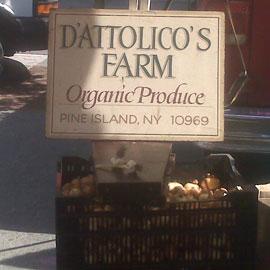 D'ATTOLICO'S
FARM
Organic Produce
PINE ISLAND, NY 10969